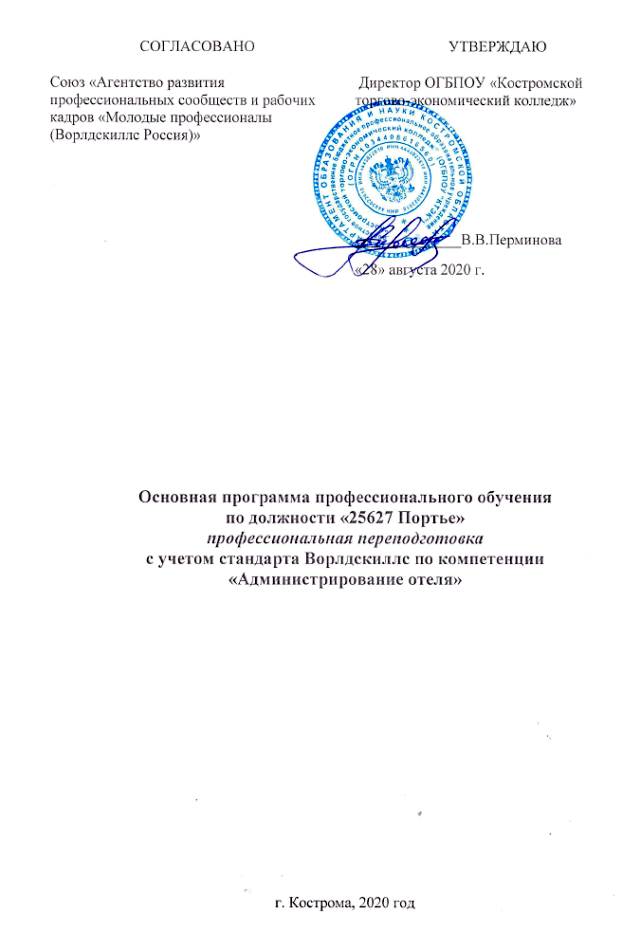 СОГЛАСОВАНО
Союз «Агентство развития
профессиональных сообществ и рабочих
кадров «Молодые профессионалы
(Ворлдскиллс Россия)»
УТВЕРЖДАЮ
Директор ОГБПОУ «Костромской
торгово-экономический колледж»
В.В.Перминова
«28» августа 2020 г.
Основная программа профессионального обучения
по должности «25627 Портье»
профессиональная переподготовка
с учетом стандарта Ворлдскиллс по компетенции
«Администрирование отеля»
г. Кострома, 2020 год